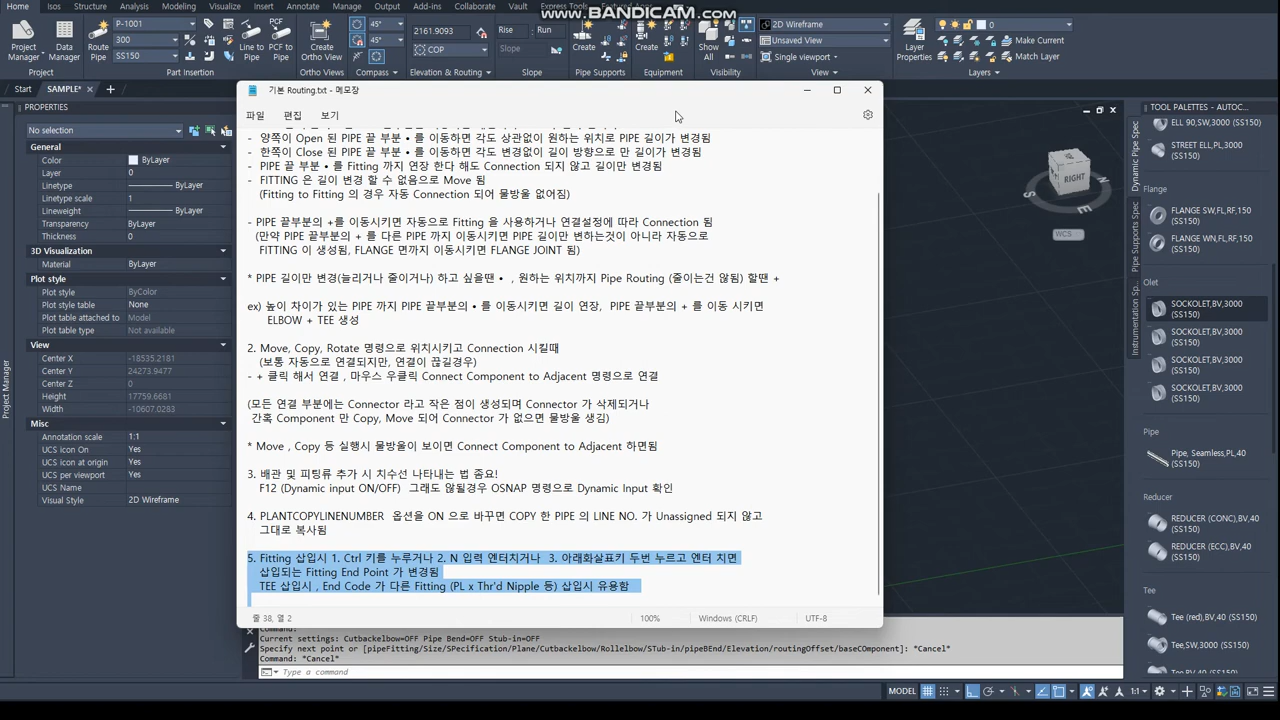 www.BANDICAM.com
Home Isometrics Structure Analysis Modeling Visualize Insert Annotate Manage Output Add-ins Collaborate Vault Express Tools Featured Apps
Project Manager
Data Manager
Route Pipe
P-1001
300
SS150
Line to Pipe
PCF to Pipe
Create Ortho View
45°
45°
2161.9093
COP
Rise
Run
Slope
Create
Create
Show All
2D Wireframe
Unsaved View
Single viewport
Layer Properties
0
Make Current
Match Layer
Project Part Insertion Ortho Views Compass Elevation & Routing Slope Pipe Supports Equipment Visibility View Layers
Start SAMPLE*
PROPERTIES
No selection
General
Color ByLayer
Layer 0
Linetype ByLayer
Linetype scale 1
Lineweight ByLayer
Transparency ByLayer
Thickness 0
3D Visualization
Material ByLayer
Plot style
Plot style ByColor
Plot style table None
Plot table attached to Model
Plot table type Not available
View
Center X -18535.2181
Center Y 24273.9477
Center Z 0
Height 17759.6681
Width -10607.0283
Misc
Annotation scale 1:1
UCS icon On Yes
UCS icon at origin Yes
UCS per viewport Yes
UCS Name
Visual Style 2D Wireframe
Project Manager
기본 Routing.txt - 메모장
파일 편집 보기
- 양쪽이 Open 된 PIPE 끝 부분 • 를 이동하면 각도 상관없이 원하는 위치로 PIPE 길이가 변경됨
- 한쪽이 Close 된 PIPE 끝 부분 • 를 이동하면 각도 변경없이 길이 방향으로 만 길이가 변경됨
- PIPE 끝 부분 • 를 Fitting 까지 연장 한다 해도 Connection 되지 않고 길이만 변경됨
- FITTING 은 길이 변경 할 수 없음으로 Move 됨
(Fitting to Fitting 의 경우 자동 Connection 되어 물방울 없어짐)
- PIPE 끝부분의 +를 이동시키면 자동으로 Fitting 을 사용하거나 연결설정에 따라 Connection 됨
(만약 PIPE 끝부분의 + 를 다른 PIPE 까지 이동시키면 PIPE 길이만 변하는것이 아니라 자동으로
FITTING 이 생성됨, FLANGE 면까지 이동시키면 FLANGE JOINT 됨)
* PIPE 길이만 변경(늘리거나 줄이거나) 하고 싶을땐 • , 원하는 위치까지 Pipe Routing (줄이는건 않됨) 할땐 +
ex) 높이 차이가 있는 PIPE 까지 PIPE 끝부분의 • 를 이동시키면 길이 연장, PIPE 끝부분의 + 를 이동 시키면
ELBOW + TEE 생성
2. Move, Copy, Rotate 명령으로 위치시키고 Connection 시킬때
(보통 자동으로 연결되지만, 연결이 끊길경우)
- + 클릭 해서 연결 , 마우스 우클릭 Connect Component to Adjacent 명령으로 연결
(모든 연결 부분에는 Connector 라고 작은 점이 생성되며 Connector 가 삭제되거나
간혹 Component 만 Copy, Move 되어 Connector 가 없으면 물방울 생김)
* Move , Copy 등 실행시 물방울이 보이면 Connect Component to Adjacent 하면됨
3. 배관 및 피팅류 추가 시 치수선 나타내는 법 좀요!
F12 (Dynamic input ON/OFF) 그래도 않될경우 OSNAP 명령으로 Dynamic Input 확인
4. PLANTCOPYLINENUMBER 옵션을 ON 으로 바꾸면 COPY 한 PIPE 의 LINE NO. 가 Unassigned 되지 않고
그대로 복사됨
5. Fitting 삽입시 1. Ctrl 키를 누루거나 2. N 입력 엔터치거나 3. 아래화살표키 두번 누르고 엔터 치면
삽입되는 Fitting End Point 가 변경됨
TEE 삽입시 , End Code 가 다른 Fitting (PL x Thr'd Nipple 등) 삽입시 유용함
줄 38, 열 2 100% Windows (CRLF) UTF-8
Command:
Current settings: Cutbackelbow=OFF Pipe Bend=OFF Stub-in=OFF
Specify next point or [pipeFitting/Size/SPecification/Plane/Cutbackelbow/Rollelbow/STub-in/pipeBEnd/Elevation/routingOffset/baseCOmponent]: *Cancel*
Command: *Cancel*
Type a command
RIGHT
S
N
E
WCS
TOOL PALETTES - AUTOC...
Dynamic Pipe Spec
Pipe Supports Spec
Instrumentation Sp...
ELL 90,SW,3000 (SS150)
STREET ELL,PL,3000 (SS150)
Flange
FLANGE SW,FL,RF,150 (SS150)
FLANGE WN,FL,RF,150 (SS150)
Olet
SOCKOLET,BV,3000 (SS150)
SOCKOLET,BV,3000 (SS150)
SOCKOLET,BV,3000 (SS150)
SOCKOLET,BV,3000 (SS150)
Pipe
Pipe, Seamless,PL,40 (SS150)
Reducer
REDUCER (CONC),BV,40 (SS150)
REDUCER (ECC),BV,40 (SS150)
Tee
Tee (red),BV,40 (SS150)
Tee,SW,3000 (SS150)
MODEL 1:1